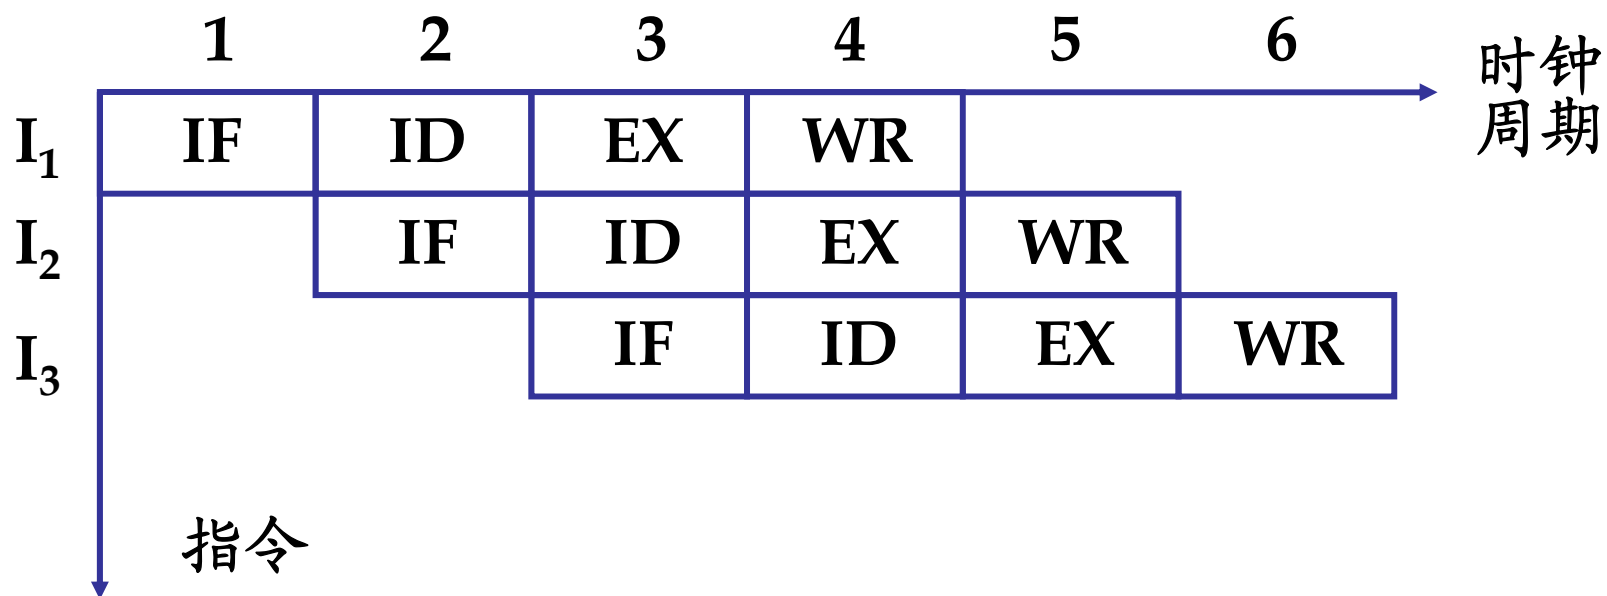 1 2 3 4 5 6
时钟
周期
I₁ IF ID EX WR
I₂ IF ID EX WR
I₃ IF ID EX WR
指令